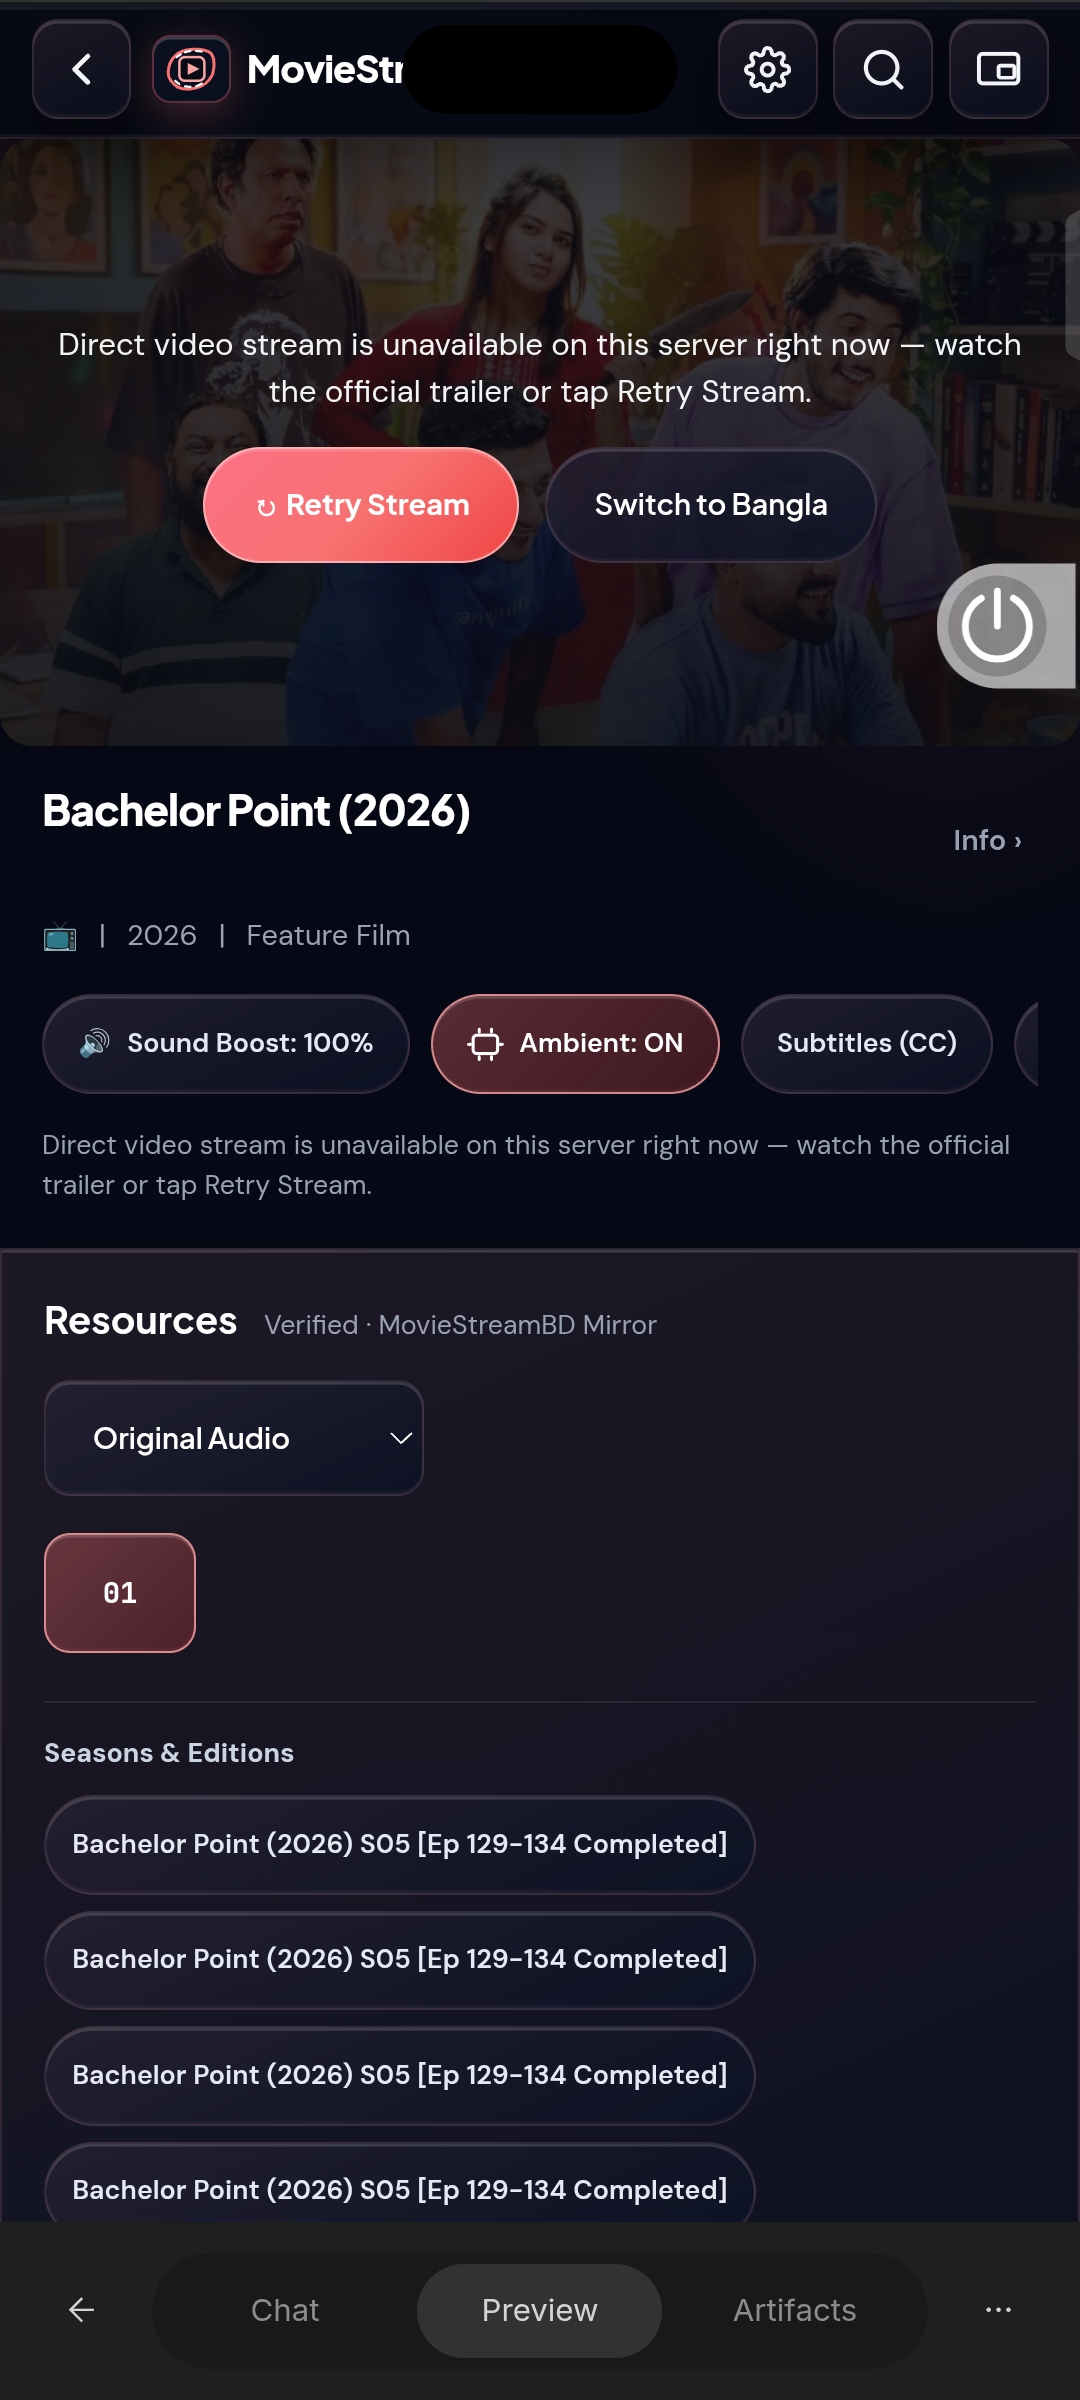 MovieStr
Direct video stream is unavailable on this server right now — watch
the official trailer or tap Retry Stream.
↻ Retry Stream
Switch to Bangla
Bachelor Point (2026)
Info ›
| 2026 | Feature Film
Sound Boost: 100%
Ambient: ON
Subtitles (CC)
Direct video stream is unavailable on this server right now — watch the official
trailer or tap Retry Stream.
Resources Verified · MovieStreamBD Mirror
Original Audio
01
Seasons & Editions
Bachelor Point (2026) S05 [Ep 129-134 Completed]
Bachelor Point (2026) S05 [Ep 129-134 Completed]
Bachelor Point (2026) S05 [Ep 129-134 Completed]
Bachelor Point (2026) S05 [Ep 129-134 Completed]
Chat
Preview
Artifacts